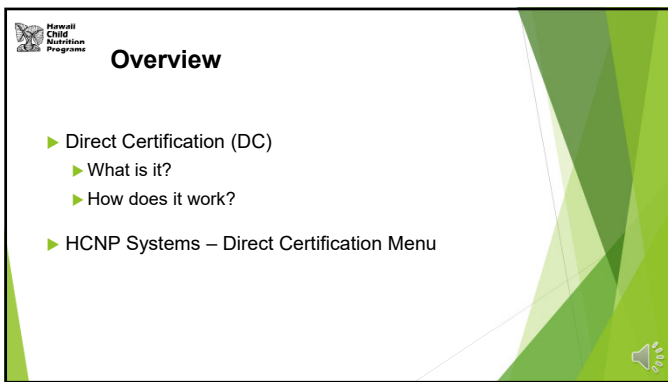 Hawaii
Child
Nutrition
Programs
Overview
Direct Certification (DC)
What is it?
How does it work?
HCNP Systems – Direct Certification Menu